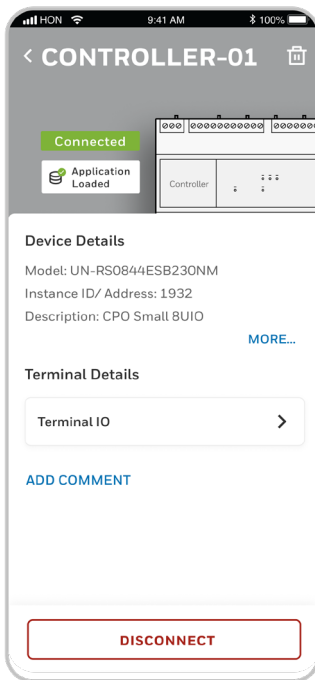 HON 9:41 AM 100%
CONTROLLER-01
Connected
Application
Loaded
Controller
Device Details
Model: UN-RS0844ESB230NM
Instance ID/ Address: 1932
Description: CPO Small 8UIO
MORE...
Terminal Details
Terminal IO
ADD COMMENT
DISCONNECT